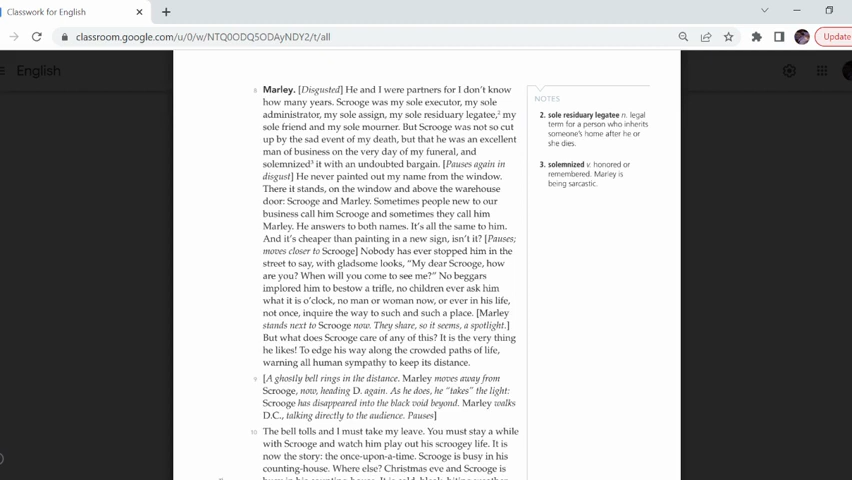 Classwork for English
classroom.google.com/u/0/w/NTQ0ODQ5ODAyNDY2/t/all
Update
English
8 Marley. [Disgusted] He and I were partners for I don't know
how many years. Scrooge was my sole executor, my sole
administrator, my sole assign, my sole residuary legatee,2 my
sole friend and my sole mourner. But Scrooge was not so cut
up by the sad event of my death, but that he was an excellent
man of business on the very day of my funeral, and
solemnized3 it with an undoubted bargain. [Pauses again in
disgust] He never painted out my name from the window.
There it stands, on the window and above the warehouse
door: Scrooge and Marley. Sometimes people new to our
business call him Scrooge and sometimes they call him
Marley. He answers to both names. It's all the same to him.
And it's cheaper than painting in a new sign, isn't it? [Pauses;
moves closer to Scrooge] Nobody has ever stopped him in the
street to say, with gladsome looks, “My dear Scrooge, how
are you? When will you come to see me?” No beggars
implored him to bestow a trifle, no children ever ask him
what it is o'clock, no man or woman now, or ever in his life,
not once, inquire the way to such and such a place. [Marley
stands next to Scrooge now. They share, so it seems, a spotlight.]
But what does Scrooge care of any of this? It is the very thing
he likes! To edge his way along the crowded paths of life,
warning all human sympathy to keep its distance.
9 [A ghostly bell rings in the distance. Marley moves away from
Scrooge, now, heading D. again. As he does, he “takes” the light:
Scrooge has disappeared into the black void beyond. Marley walks
D.C., talking directly to the audience. Pauses]
10 The bell tolls and I must take my leave. You must stay a while
with Scrooge and watch him play out his scroogey life. It is
now the story: the once-upon-a-time. Scrooge is busy in his
counting-house. Where else? Christmas eve and Scrooge is
NOTES
2. sole residuary legatee n. legal
term for a person who inherits
someone's home after he or
she dies.
3. solemnized v. honored or
remembered. Marley is
being sarcastic.